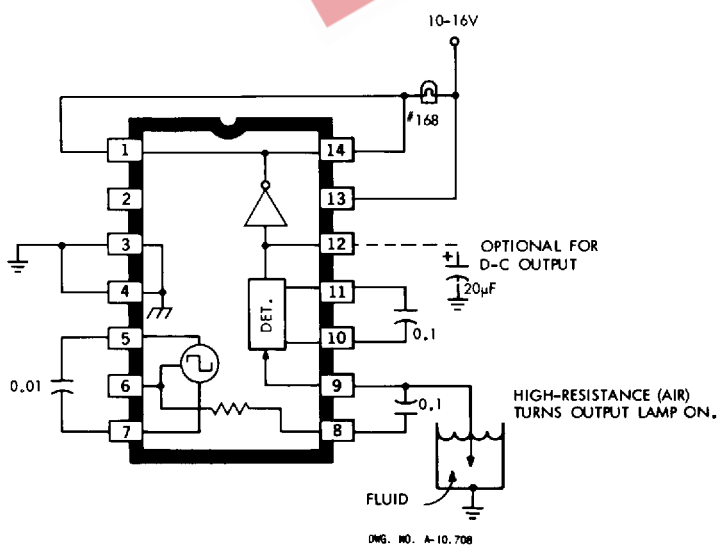 10-16V
#168
1
14
2
13
3
12
OPTIONAL FOR
D-C OUTPUT
+
20µF
4
11
DET.
5
10
0.1
0.01
6
9
0.1
HIGH-RESISTANCE (AIR)
TURNS OUTPUT LAMP ON.
7
8
FLUID
DWG. NO. A-10.708